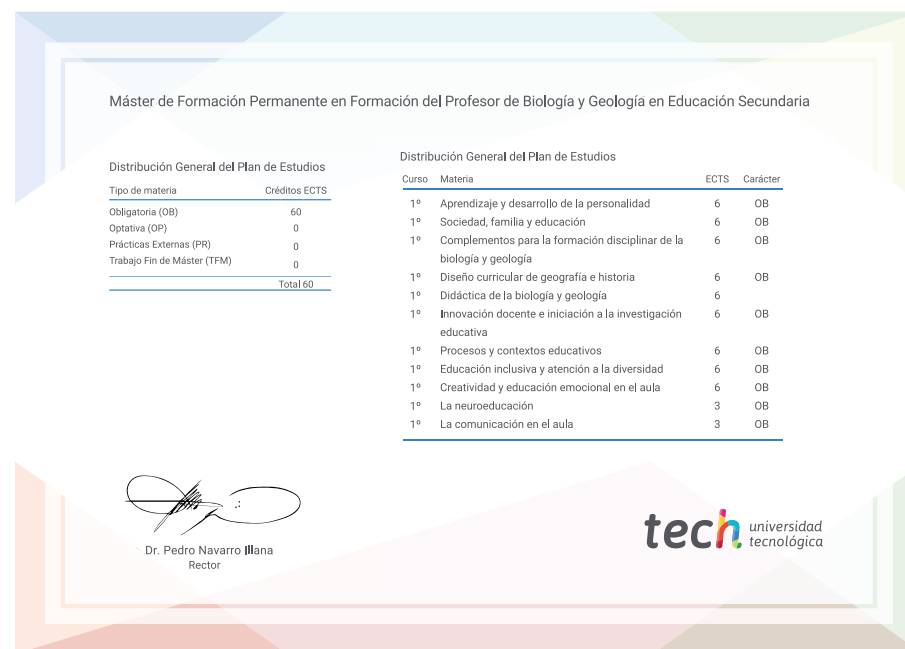 Máster de Formación Permanente en Formación del Profesor de Biología y Geología en Educación Secundaria
Distribución General del Plan de Estudios
Tipo de materia Créditos ECTS
Obligatoria (OB) 60
Optativa (OP) 0
Prácticas Externas (PR) 0
Trabajo Fin de Máster (TFM) 0
Total 60
Distribución General del Plan de Estudios
Curso Materia ECTS Carácter
1º Aprendizaje y desarrollo de la personalidad 6 OB
1º Sociedad, familia y educación 6 OB
1º Complementos para la formación disciplinar de la 6 OB
biología y geología
1º Diseño curricular de geografía e historia 6 OB
1º Didáctica de la biología y geología 6
1º Innovación docente e iniciación a la investigación 6 OB
educativa
1º Procesos y contextos educativos 6 OB
1º Educación inclusiva y atención a la diversidad 6 OB
1º Creatividad y educación emocional en el aula 6 OB
1º La neuroeducación 3 OB
1º La comunicación en el aula 3 OB
Dr. Pedro Navarro Illana
Rector
tech universidad
tecnológica